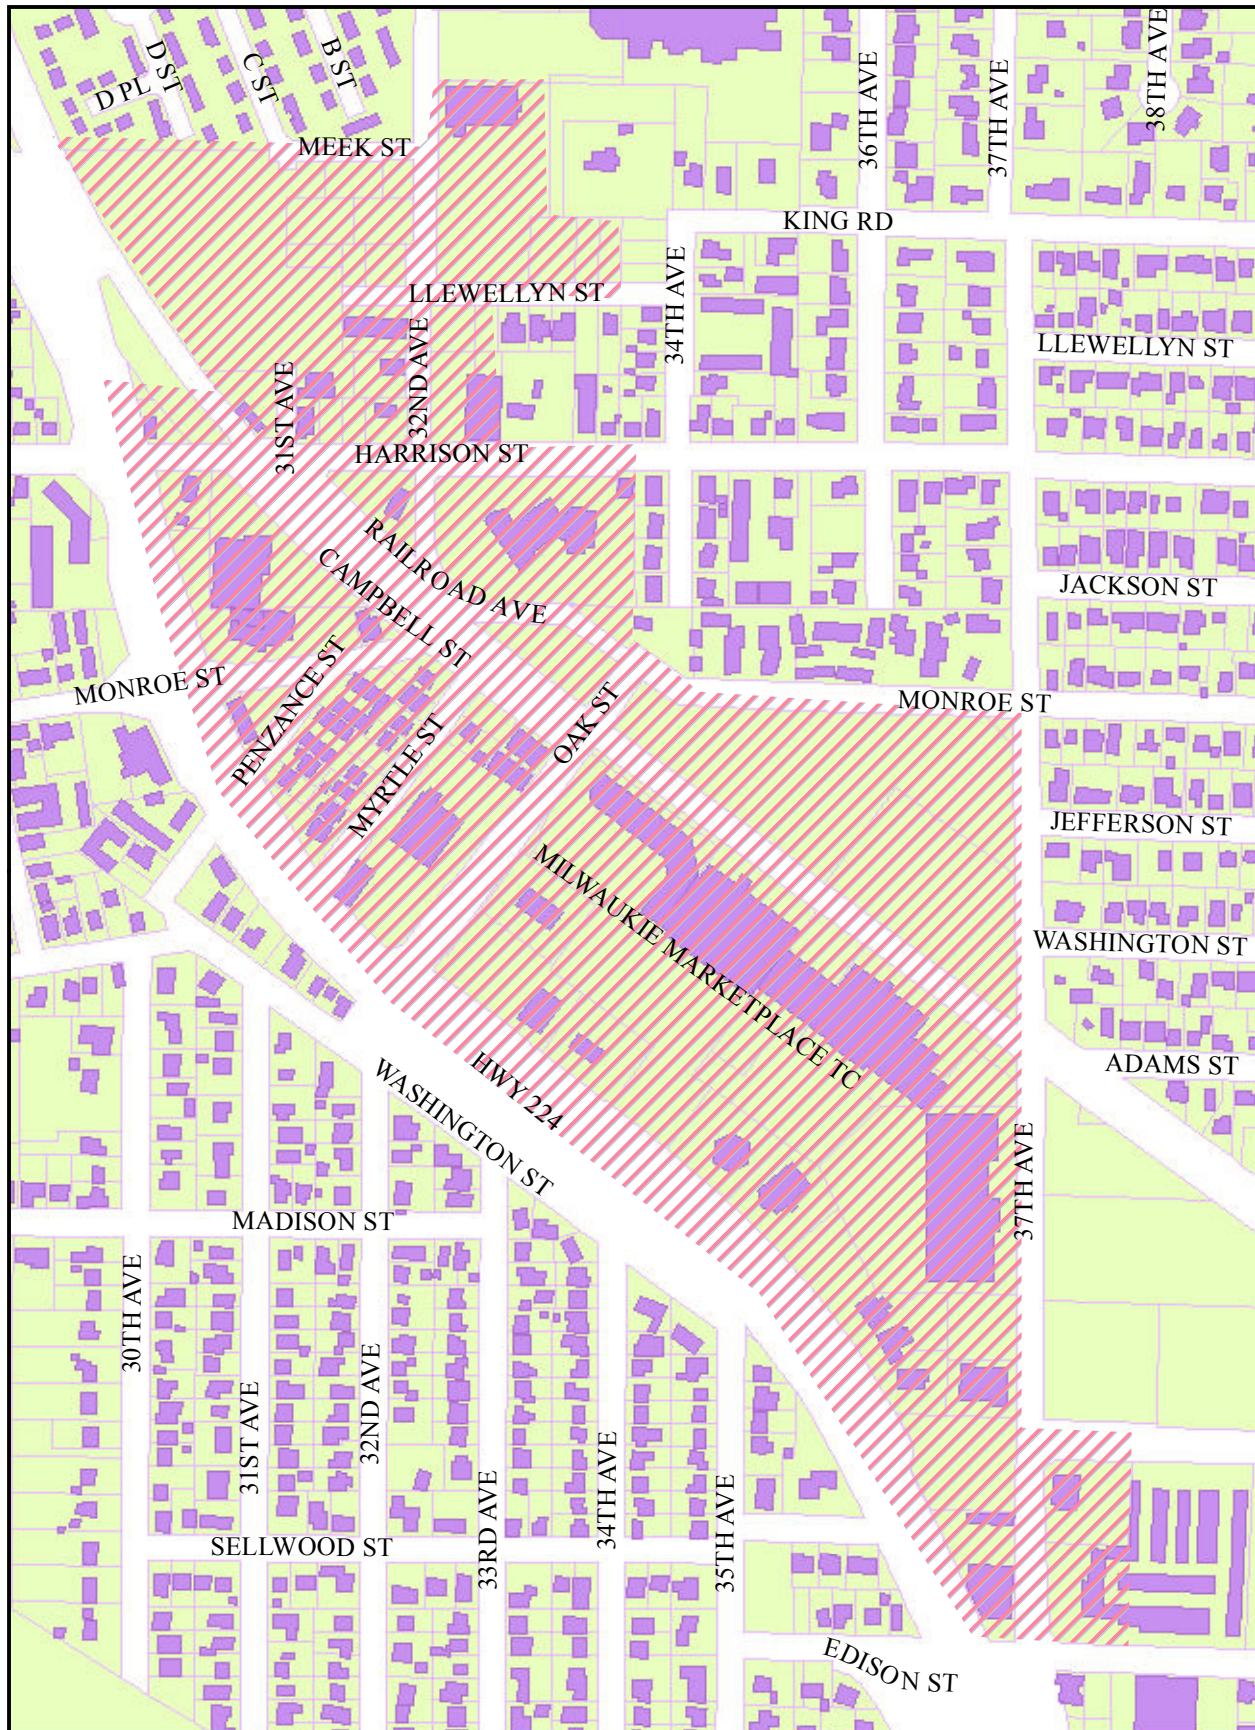 D ST
B ST
C ST
D PL
38TH AVE
36TH AVE
37TH AVE
MEEK ST
KING RD
34TH AVE
LLEWELLYN ST
LLEWELLYN ST
32ND AVE
31ST AVE
HARRISON ST
RAILROAD AVE
CAMPBELL ST
JACKSON ST
PENZANCE ST
MONROE ST
MONROE ST
OAK ST
MYRTLE ST
JEFFERSON ST
MILWAUKIE MARKETPLACE TC
WASHINGTON ST
ADAMS ST
HWY 224
WASHINGTON ST
37TH AVE
MADISON ST
30TH AVE
32ND AVE
31ST AVE
34TH AVE
33RD AVE
35TH AVE
SELLWOOD ST
EDISON ST